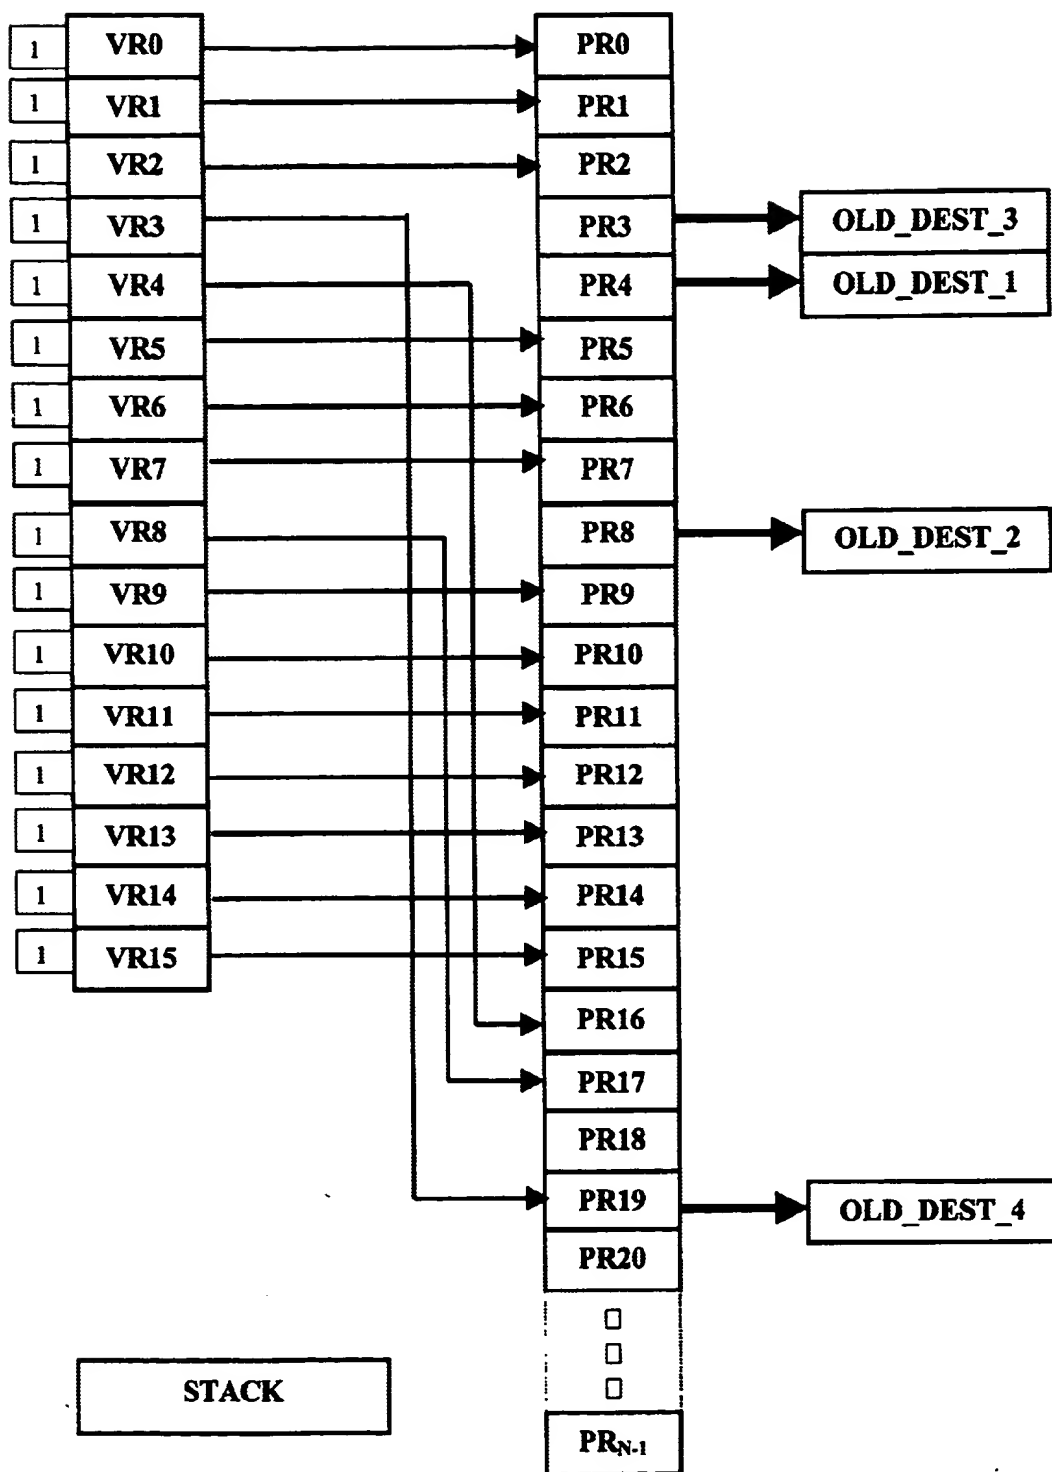 1 VR0 PR0
1 VR1 PR1
1 VR2 PR2
1 VR3 PR3 OLD_DEST_3
1 VR4 PR4 OLD_DEST_1
1 VR5 PR5
1 VR6 PR6
1 VR7 PR7
1 VR8 PR8 OLD_DEST_2
1 VR9 PR9
1 VR10 PR10
1 VR11 PR11
1 VR12 PR12
1 VR13 PR13
1 VR14 PR14
1 VR15 PR15
PR16
PR17
PR18
PR19 OLD_DEST_4
PR20
STACK
PRN-1